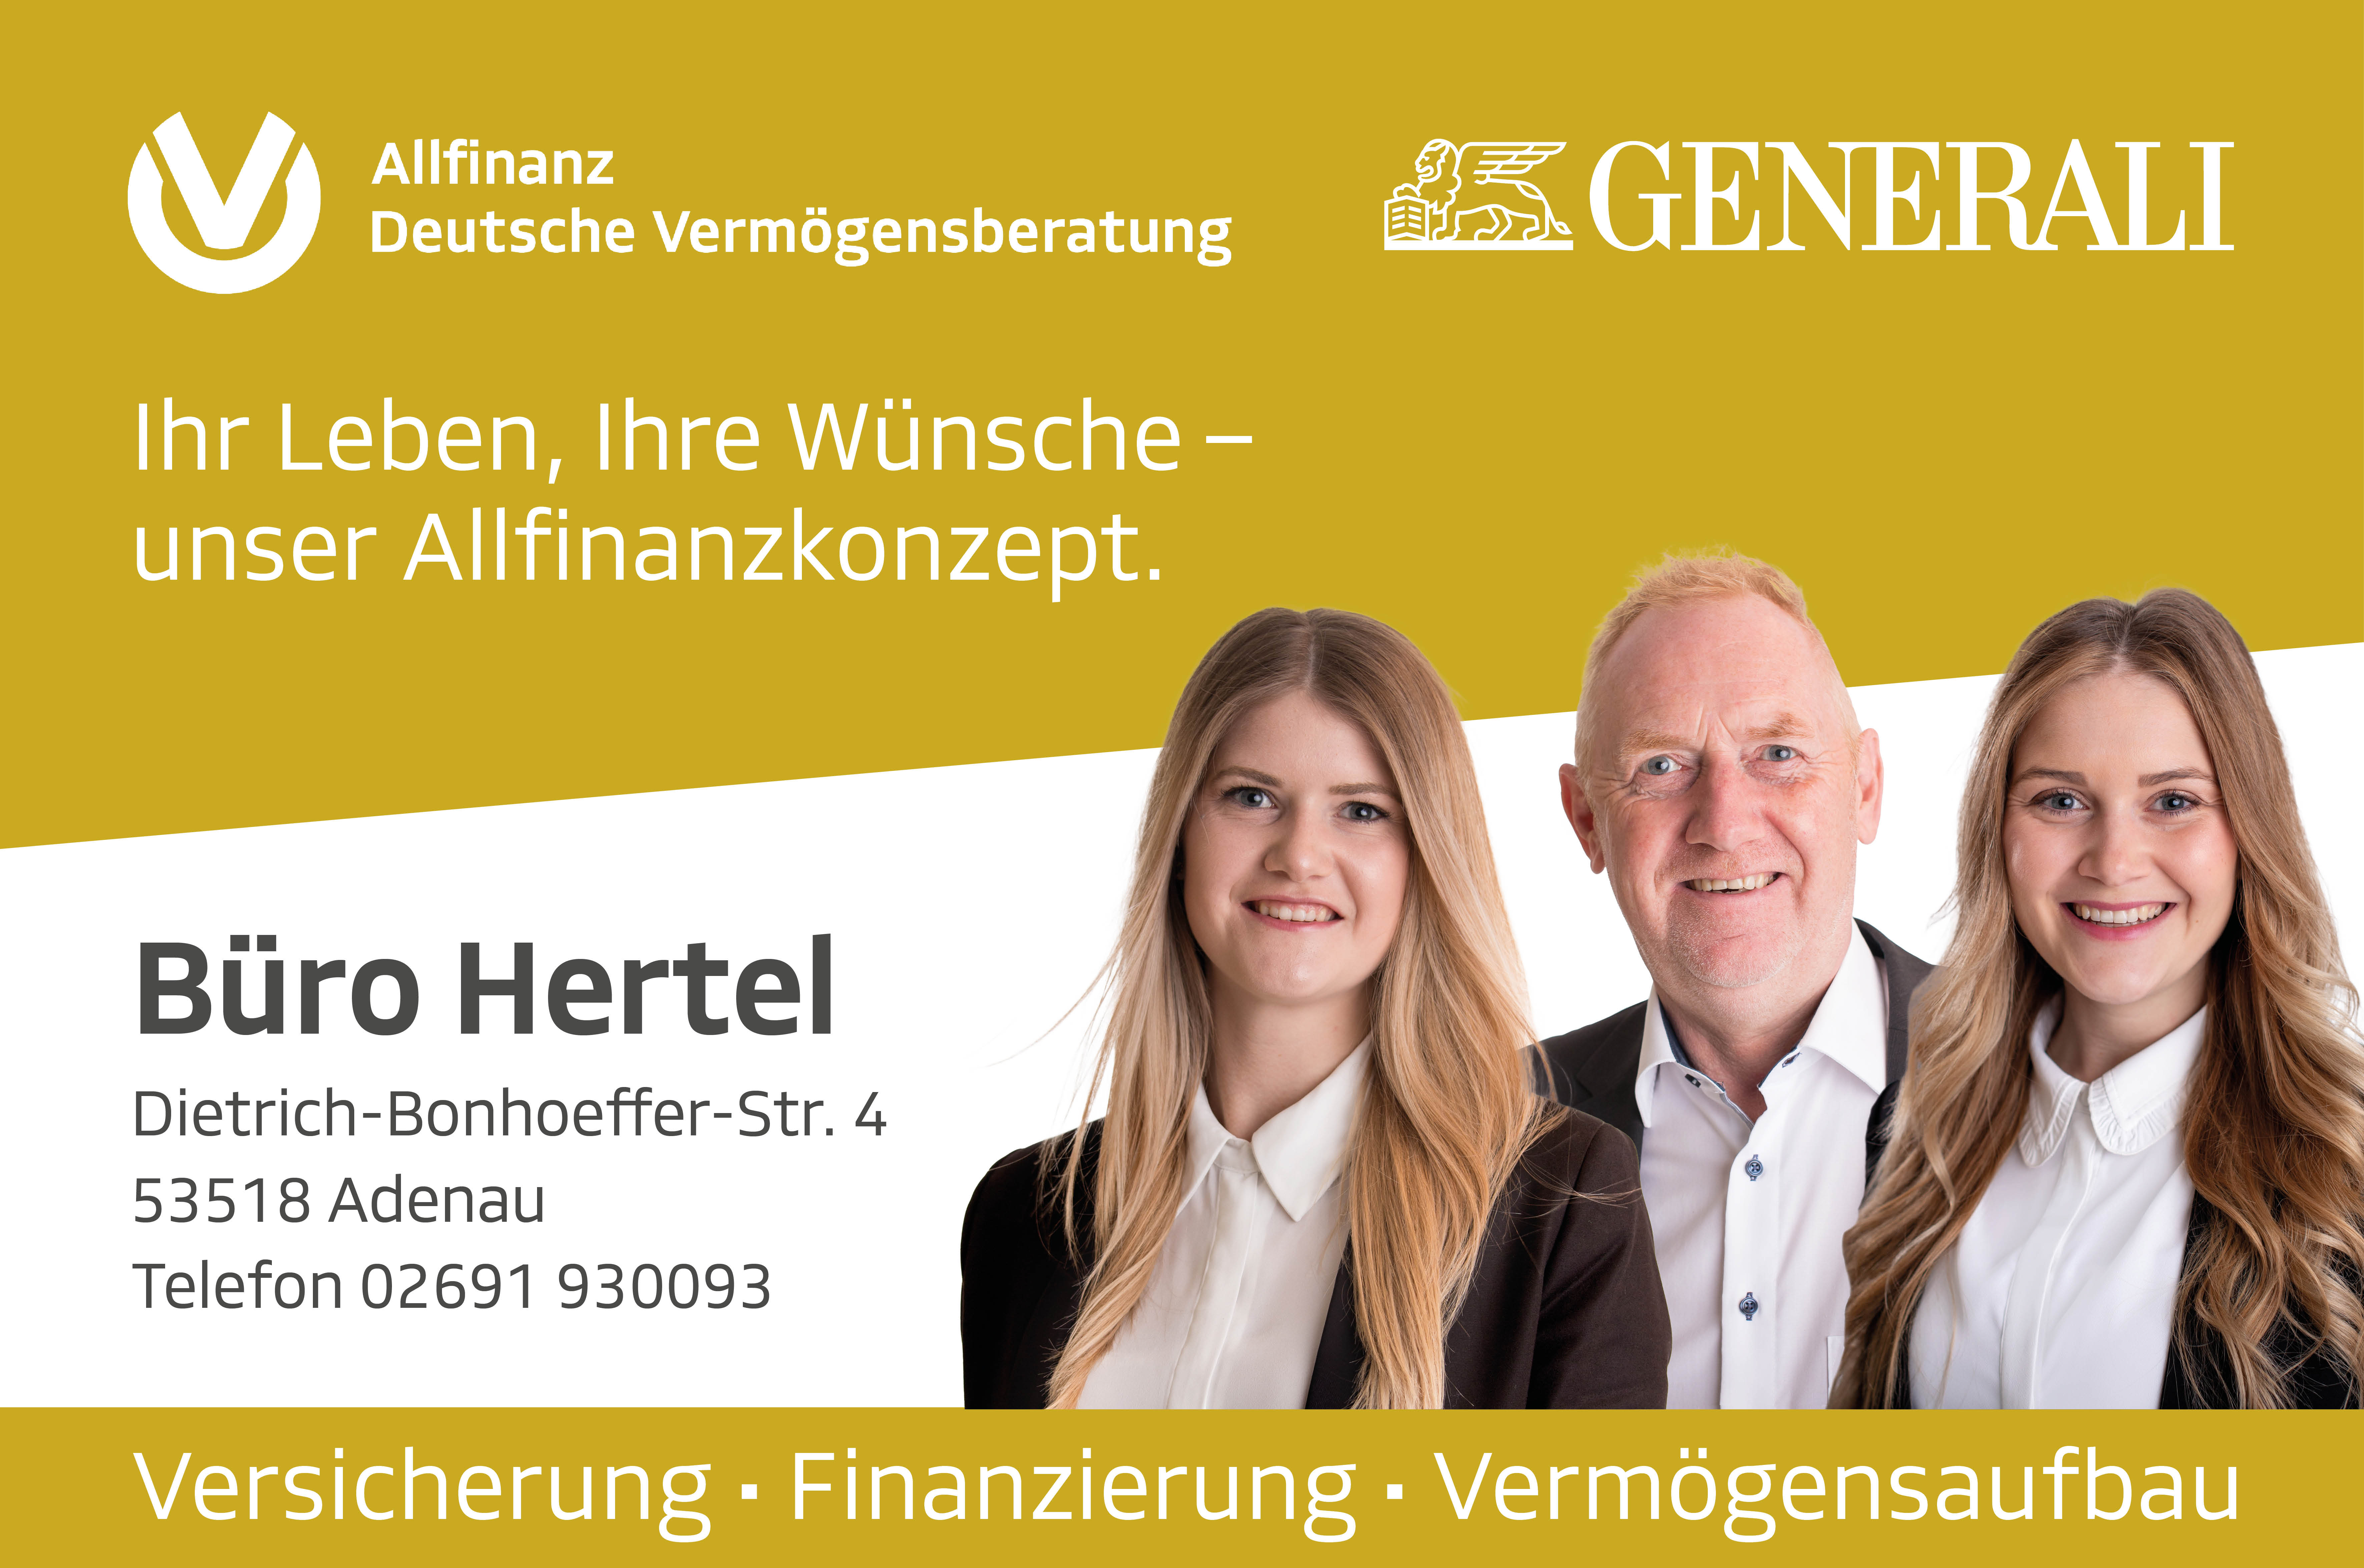 Allfinanz
Deutsche Vermögensberatung
GENERALI
Ihr Leben, Ihre Wünsche –
unser Allfinanzkonzept.
Büro Hertel
Dietrich-Bonhoeffer-Str. 4
53518 Adenau
Telefon 02691 930093
Versicherung ▪ Finanzierung ▪ Vermögensaufbau